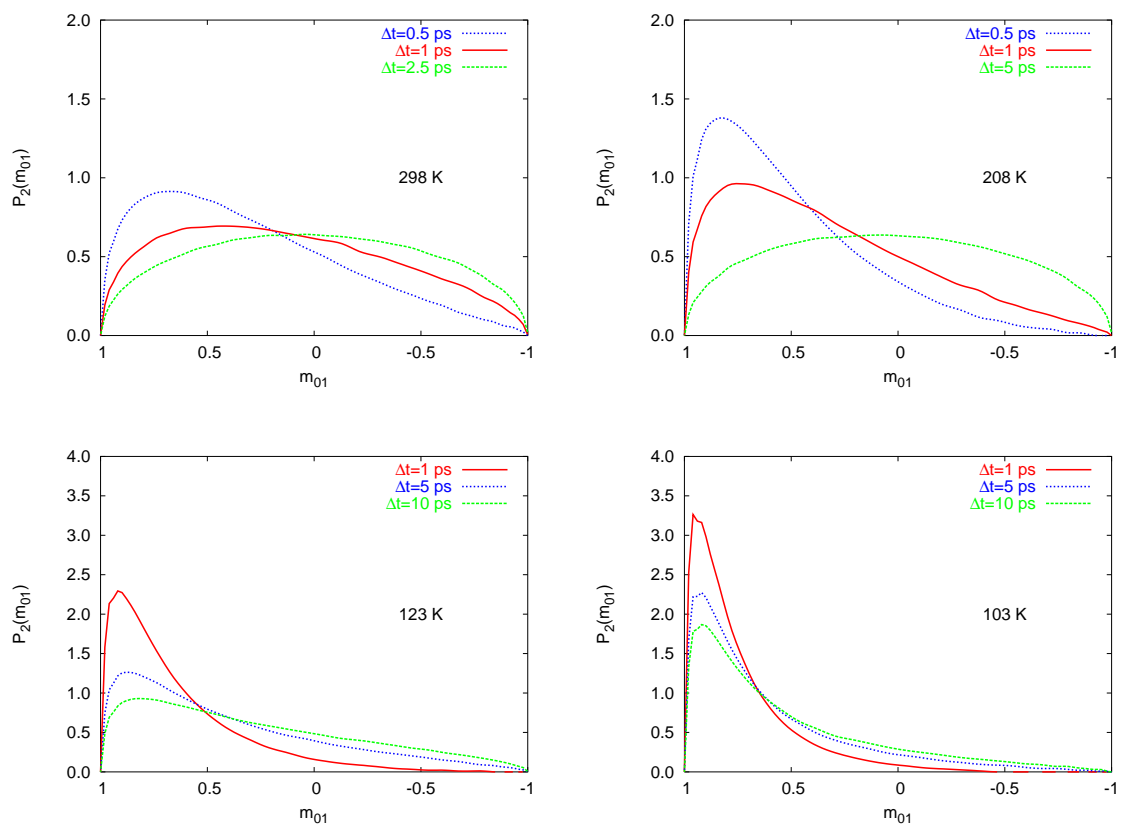 2.0
1.5
1.0
0.5
0.0
P2(m01)
Δt=0.5 ps
Δt=1 ps
Δt=2.5 ps
298 K
1 0.5 0 -0.5 -1
m01
2.0
1.5
1.0
0.5
0.0
P2(m01)
Δt=0.5 ps
Δt=1 ps
Δt=5 ps
208 K
1 0.5 0 -0.5 -1
m01
4.0
3.5
3.0
2.5
2.0
1.5
1.0
0.5
0.0
P2(m01)
Δt=1 ps
Δt=5 ps
Δt=10 ps
123 K
1 0.5 0 -0.5 -1
m01
4.0
3.5
3.0
2.5
2.0
1.5
1.0
0.5
0.0
P2(m01)
Δt=1 ps
Δt=5 ps
Δt=10 ps
103 K
1 0.5 0 -0.5 -1
m01